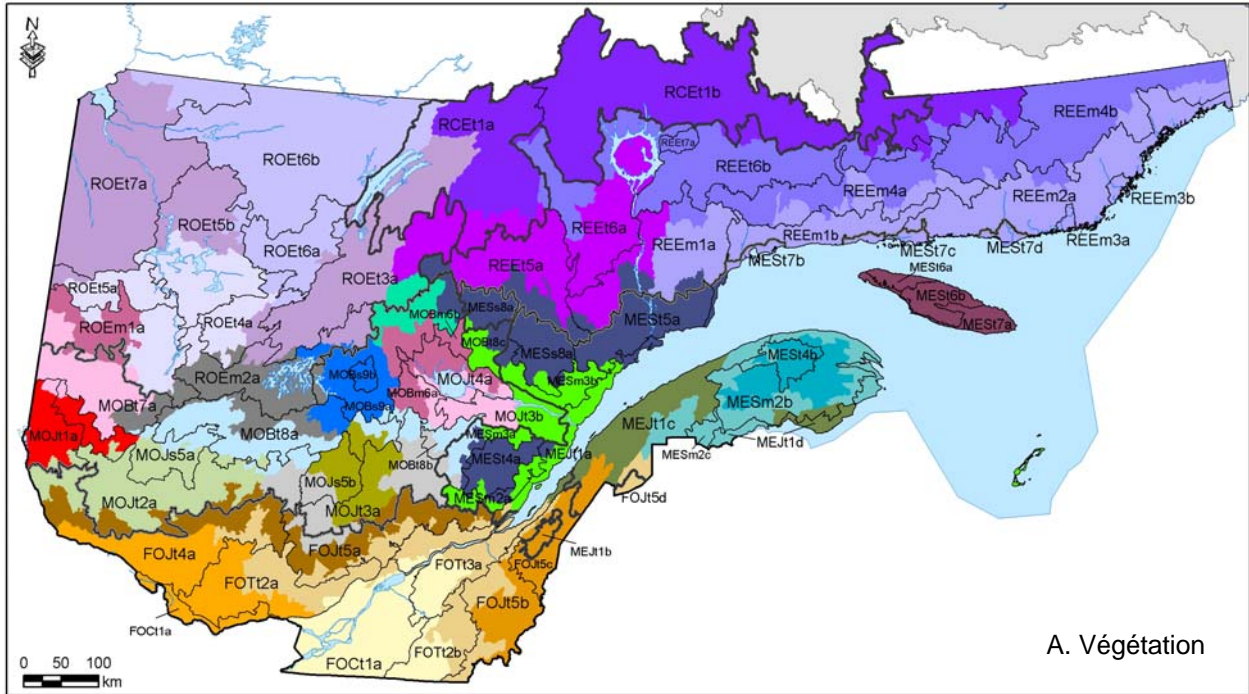 N
RCEt1b
RCEt1a
REEm4b
ROEt6b
REEt7a
REEt6b
ROEt7a
REEm4a
REEm2a
ROEt5b
REEm3b
REEt6a
ROEt6a
REEm1a
REEm1b
MESt7c
MESt7d
REEm3a
REEt5a
MESt7b
ROEt3a
MESt6a
ROEt5a
MESt6b
MOBm6b
MESs8a
MESt5a
ROEm1a
ROEt4a
MESt7a
MOBt8c
MESs8a
MESt4b
ROEm2a
MOBs9b
MOJt4a
MESm3b
MOBm6a
MESm2b
MOBt7a
MOBs9a
MOJt3b
MEJt1c
MOJt1a
MOBt8a
MESm3a
MEJt1d
MOJs5a
MOBt8b
MESt4a
MEJt1a
MESm2c
MOJs5b
MOJt2a
MESm2a
FOJt5d
MOJt3a
FOJt4a
FOJt5a
MEJt1b
FOTt2a
FOTt3a
FOJt5c
FOJt5b
FOCt1a
FOCt1a
FOTt2b
A. Végétation
0 50 100
km